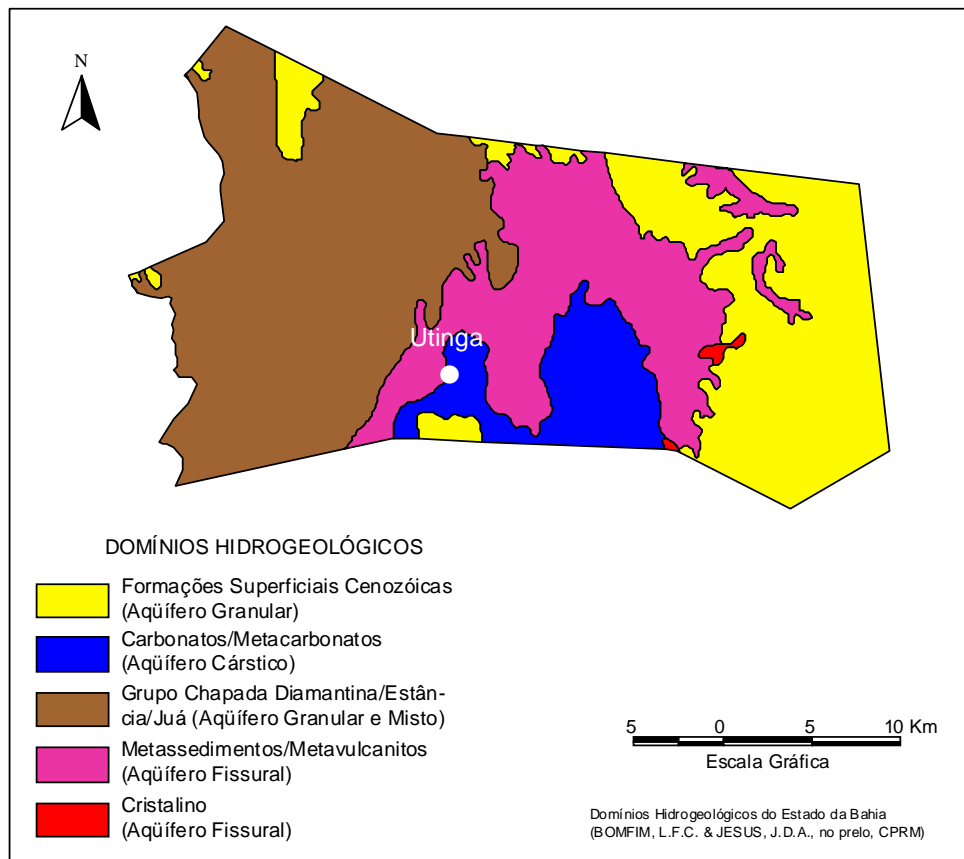 N
Utinga
DOMÍNIOS HIDROGEOLÓGICOS
Formações Superficiais Cenozóicas
(Aqüífero Granular)
Carbonatos/Metacarbonatos
(Aqüífero Cárstico)
Grupo Chapada Diamantina/Estân-
cia/Juá (Aqüífero Granular e Misto)
Metassedimentos/Metavulcanitos
(Aqüífero Fissural)
Cristalino
(Aqüífero Fissural)
5 0 5 10 Km
Escala Gráfica
Domínios Hidrogeológicos do Estado da Bahia
(BOMFIM, L.F.C. & JESUS, J.D.A., no prelo, CPRM)